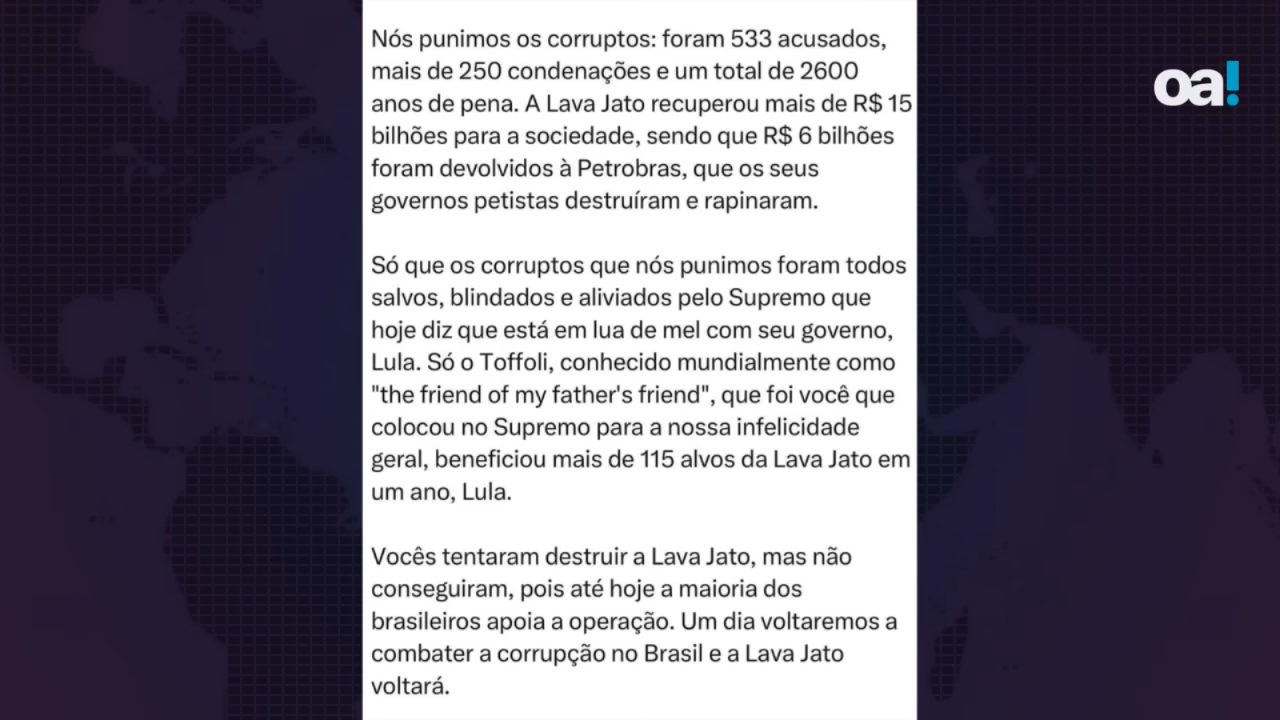 Nós punimos os corruptos: foram 533 acusados,
mais de 250 condenações e um total de 2600
anos de pena. A Lava Jato recuperou mais de R$ 15
bilhões para a sociedade, sendo que R$ 6 bilhões
foram devolvidos à Petrobras, que os seus
governos petistas destruíram e rapinaram.
Só que os corruptos que nós punimos foram todos
salvos, blindados e aliviados pelo Supremo que
hoje diz que está em lua de mel com seu governo,
Lula. Só o Toffoli, conhecido mundialmente como
"the friend of my father's friend", que foi você que
colocou no Supremo para a nossa infelicidade
geral, beneficiou mais de 115 alvos da Lava Jato em
um ano, Lula.
Vocês tentaram destruir a Lava Jato, mas não
conseguiram, pois até hoje a maioria dos
brasileiros apoia a operação. Um dia voltaremos a
combater a corrupção no Brasil e a Lava Jato
voltará.
oa!